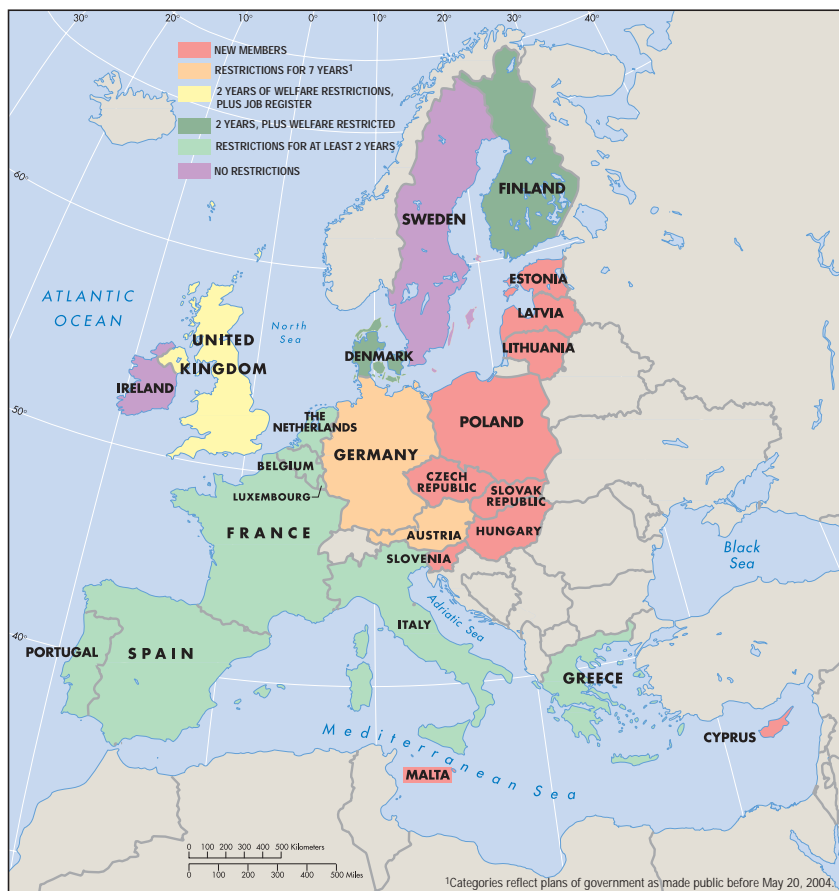 30°
20°
10°
0°
10°
20°
30°
40°
NEW MEMBERS
RESTRICTIONS FOR 7 YEARS¹
2 YEARS OF WELFARE RESTRICTIONS,
PLUS JOB REGISTER
2 YEARS, PLUS WELFARE RESTRICTED
RESTRICTIONS FOR AT LEAST 2 YEARS
NO RESTRICTIONS
60°
FINLAND
SWEDEN
ESTONIA
ATLANTIC
OCEAN
LATVIA
North
Sea
UNITED
KINGDOM
LITHUANIA
DENMARK
IRELAND
50°
THE
NETHERLANDS
POLAND
GERMANY
BELGIUM
CZECH
REPUBLIC
LUXEMBOURG
SLOVAK
REPUBLIC
FRANCE
AUSTRIA
HUNGARY
SLOVENIA
Black
Sea
Adriatic Sea
ITALY
40°
PORTUGAL
SPAIN
GREECE
CYPRUS
Mediterranean Sea
MALTA
0 100 200 300 400 500 Kilometers
0 100 200 300 400 500 Miles
¹Categories reflect plans of government as made public before May 20, 2004.